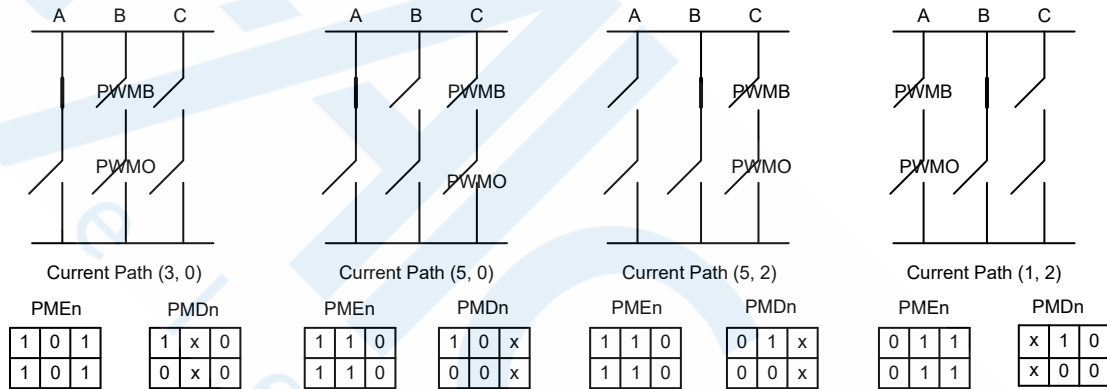 A B C A B C A B C A B C
PWMB PWMB PWMB PWMB
PWMO PWMO PWMO PWMO
Current Path (3, 0) Current Path (5, 0) Current Path (5, 2) Current Path (1, 2)
PMEn PMDn PMEn PMDn PMEn PMDn PMEn PMDn
1 0 1 1 x 0 1 1 0 1 0 x 1 1 0 0 1 x 0 1 1 x 1 0
1 0 1 0 x 0 1 1 0 0 0 x 1 1 0 0 0 x 0 1 1 x 0 0